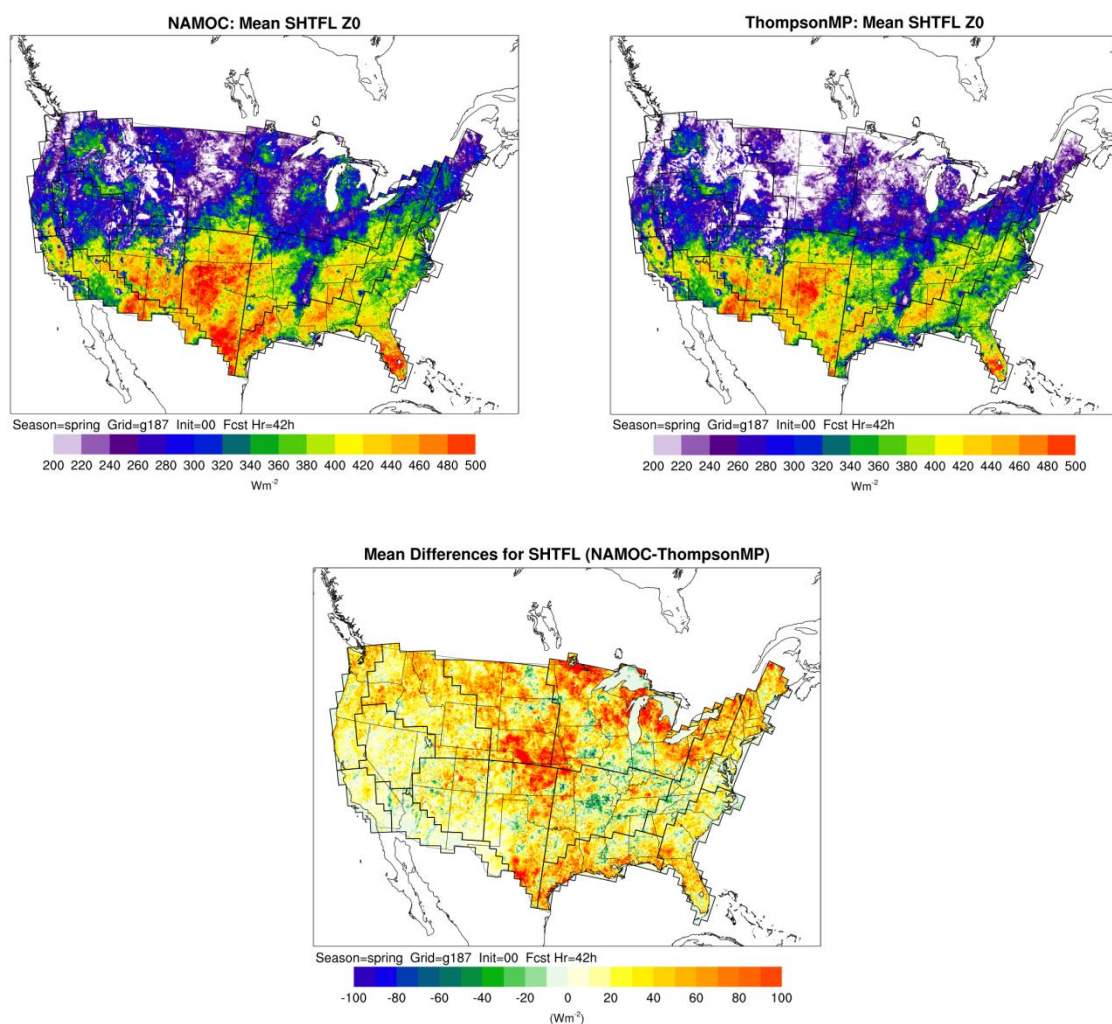 NAMOC: Mean SHTFL Z0
Season=spring Grid=g187 Init=00 Fcst Hr=42h
200 220 240 260 280 300 320 340 360 380 400 420 440 460 480 500
Wm-2
ThompsonMP: Mean SHTFL Z0
Season=spring Grid=g187 Init=00 Fcst Hr=42h
200 220 240 260 280 300 320 340 360 380 400 420 440 460 480 500
Wm-2
Mean Differences for SHTFL (NAMOC-ThompsonMP)
Season=spring Grid=g187 Init=00 Fcst Hr=42h
-100 -80 -60 -40 -20 0 20 40 60 80 100
(Wm-2)